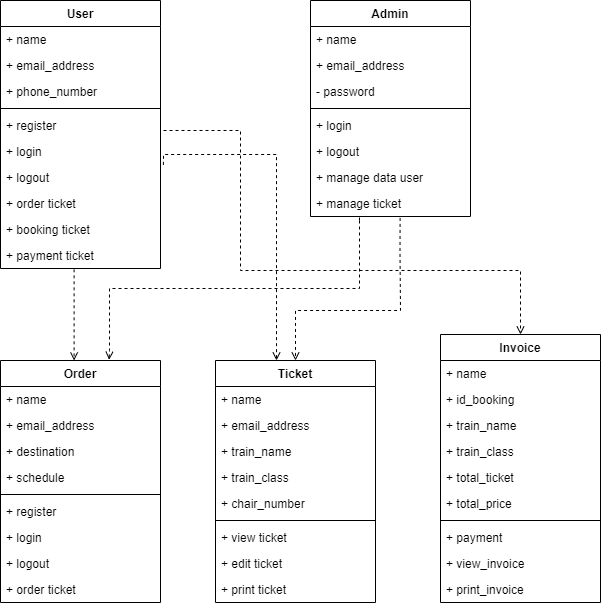 User
+ name
+ email_address
+ phone_number
+ register
+ login
+ logout
+ order ticket
+ booking ticket
+ payment ticket
Admin
+ name
+ email_address
- password
+ login
+ logout
+ manage data user
+ manage ticket
Order
+ name
+ email_address
+ destination
+ schedule
+ register
+ login
+ logout
+ order ticket
Ticket
+ name
+ email_address
+ train_name
+ train_class
+ chair_number
+ view ticket
+ edit ticket
+ print ticket
Invoice
+ name
+ id_booking
+ train_name
+ train_class
+ total_ticket
+ total_price
+ payment
+ view_invoice
+ print_invoice